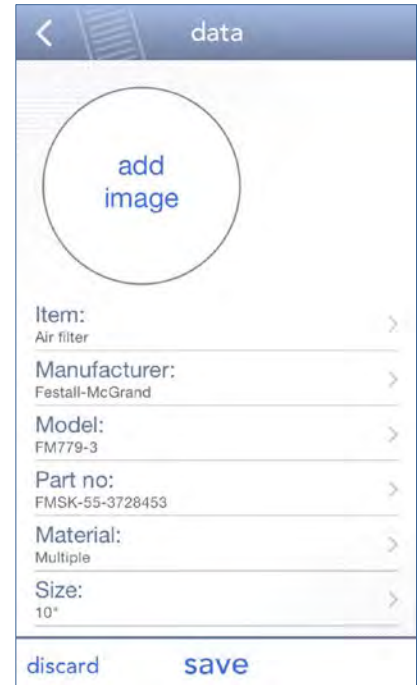 data
add
image
Item:
Air filter
Manufacturer:
Festall-McGrand
Model:
FM779-3
Part no:
FMSK-55-3728453
Material:
Multiple
Size:
10"
discard save